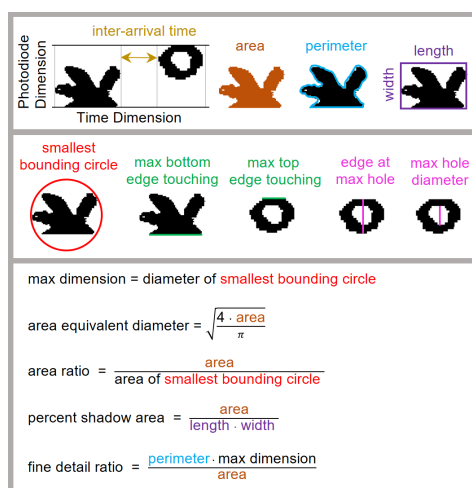 inter-arrival time
Photodiode
Dimension
Time Dimension
area
perimeter
length
width
smallest
bounding circle
max bottom
edge touching
max top
edge touching
edge at
max hole
max hole
diameter
max dimension = diameter of smallest bounding circle
area equivalent diameter = √(4 · area / π)
area ratio = area / area of smallest bounding circle
percent shadow area = area / length · width
fine detail ratio = perimeter · max dimension / area